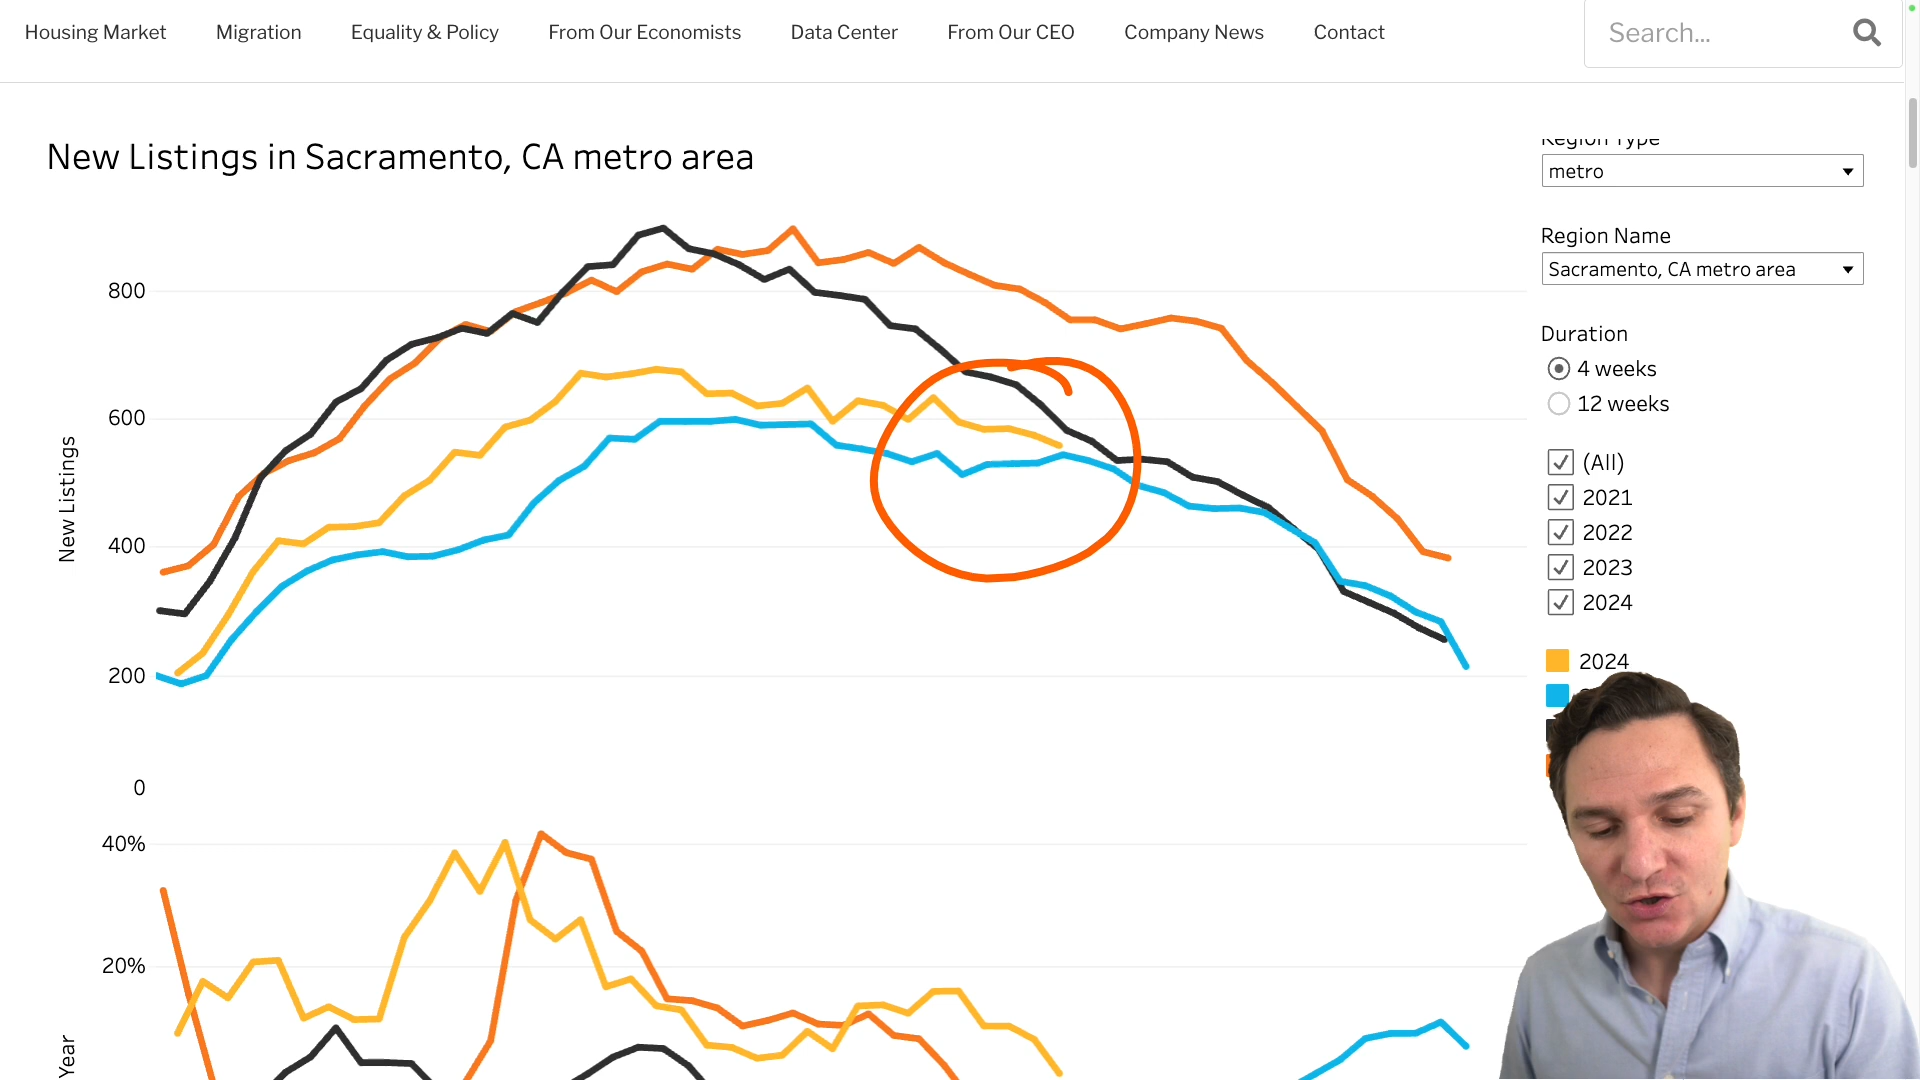 Housing Market Migration Equality & Policy From Our Economists Data Center From Our CEO Company News Contact Search...
New Listings in Sacramento, CA metro area
Region Type
metro
Region Name
Sacramento, CA metro area
Duration
4 weeks
12 weeks
(All)
2021
2022
2023
2024
2024
New Listings
800
600
400
200
0
40%
20%
Year